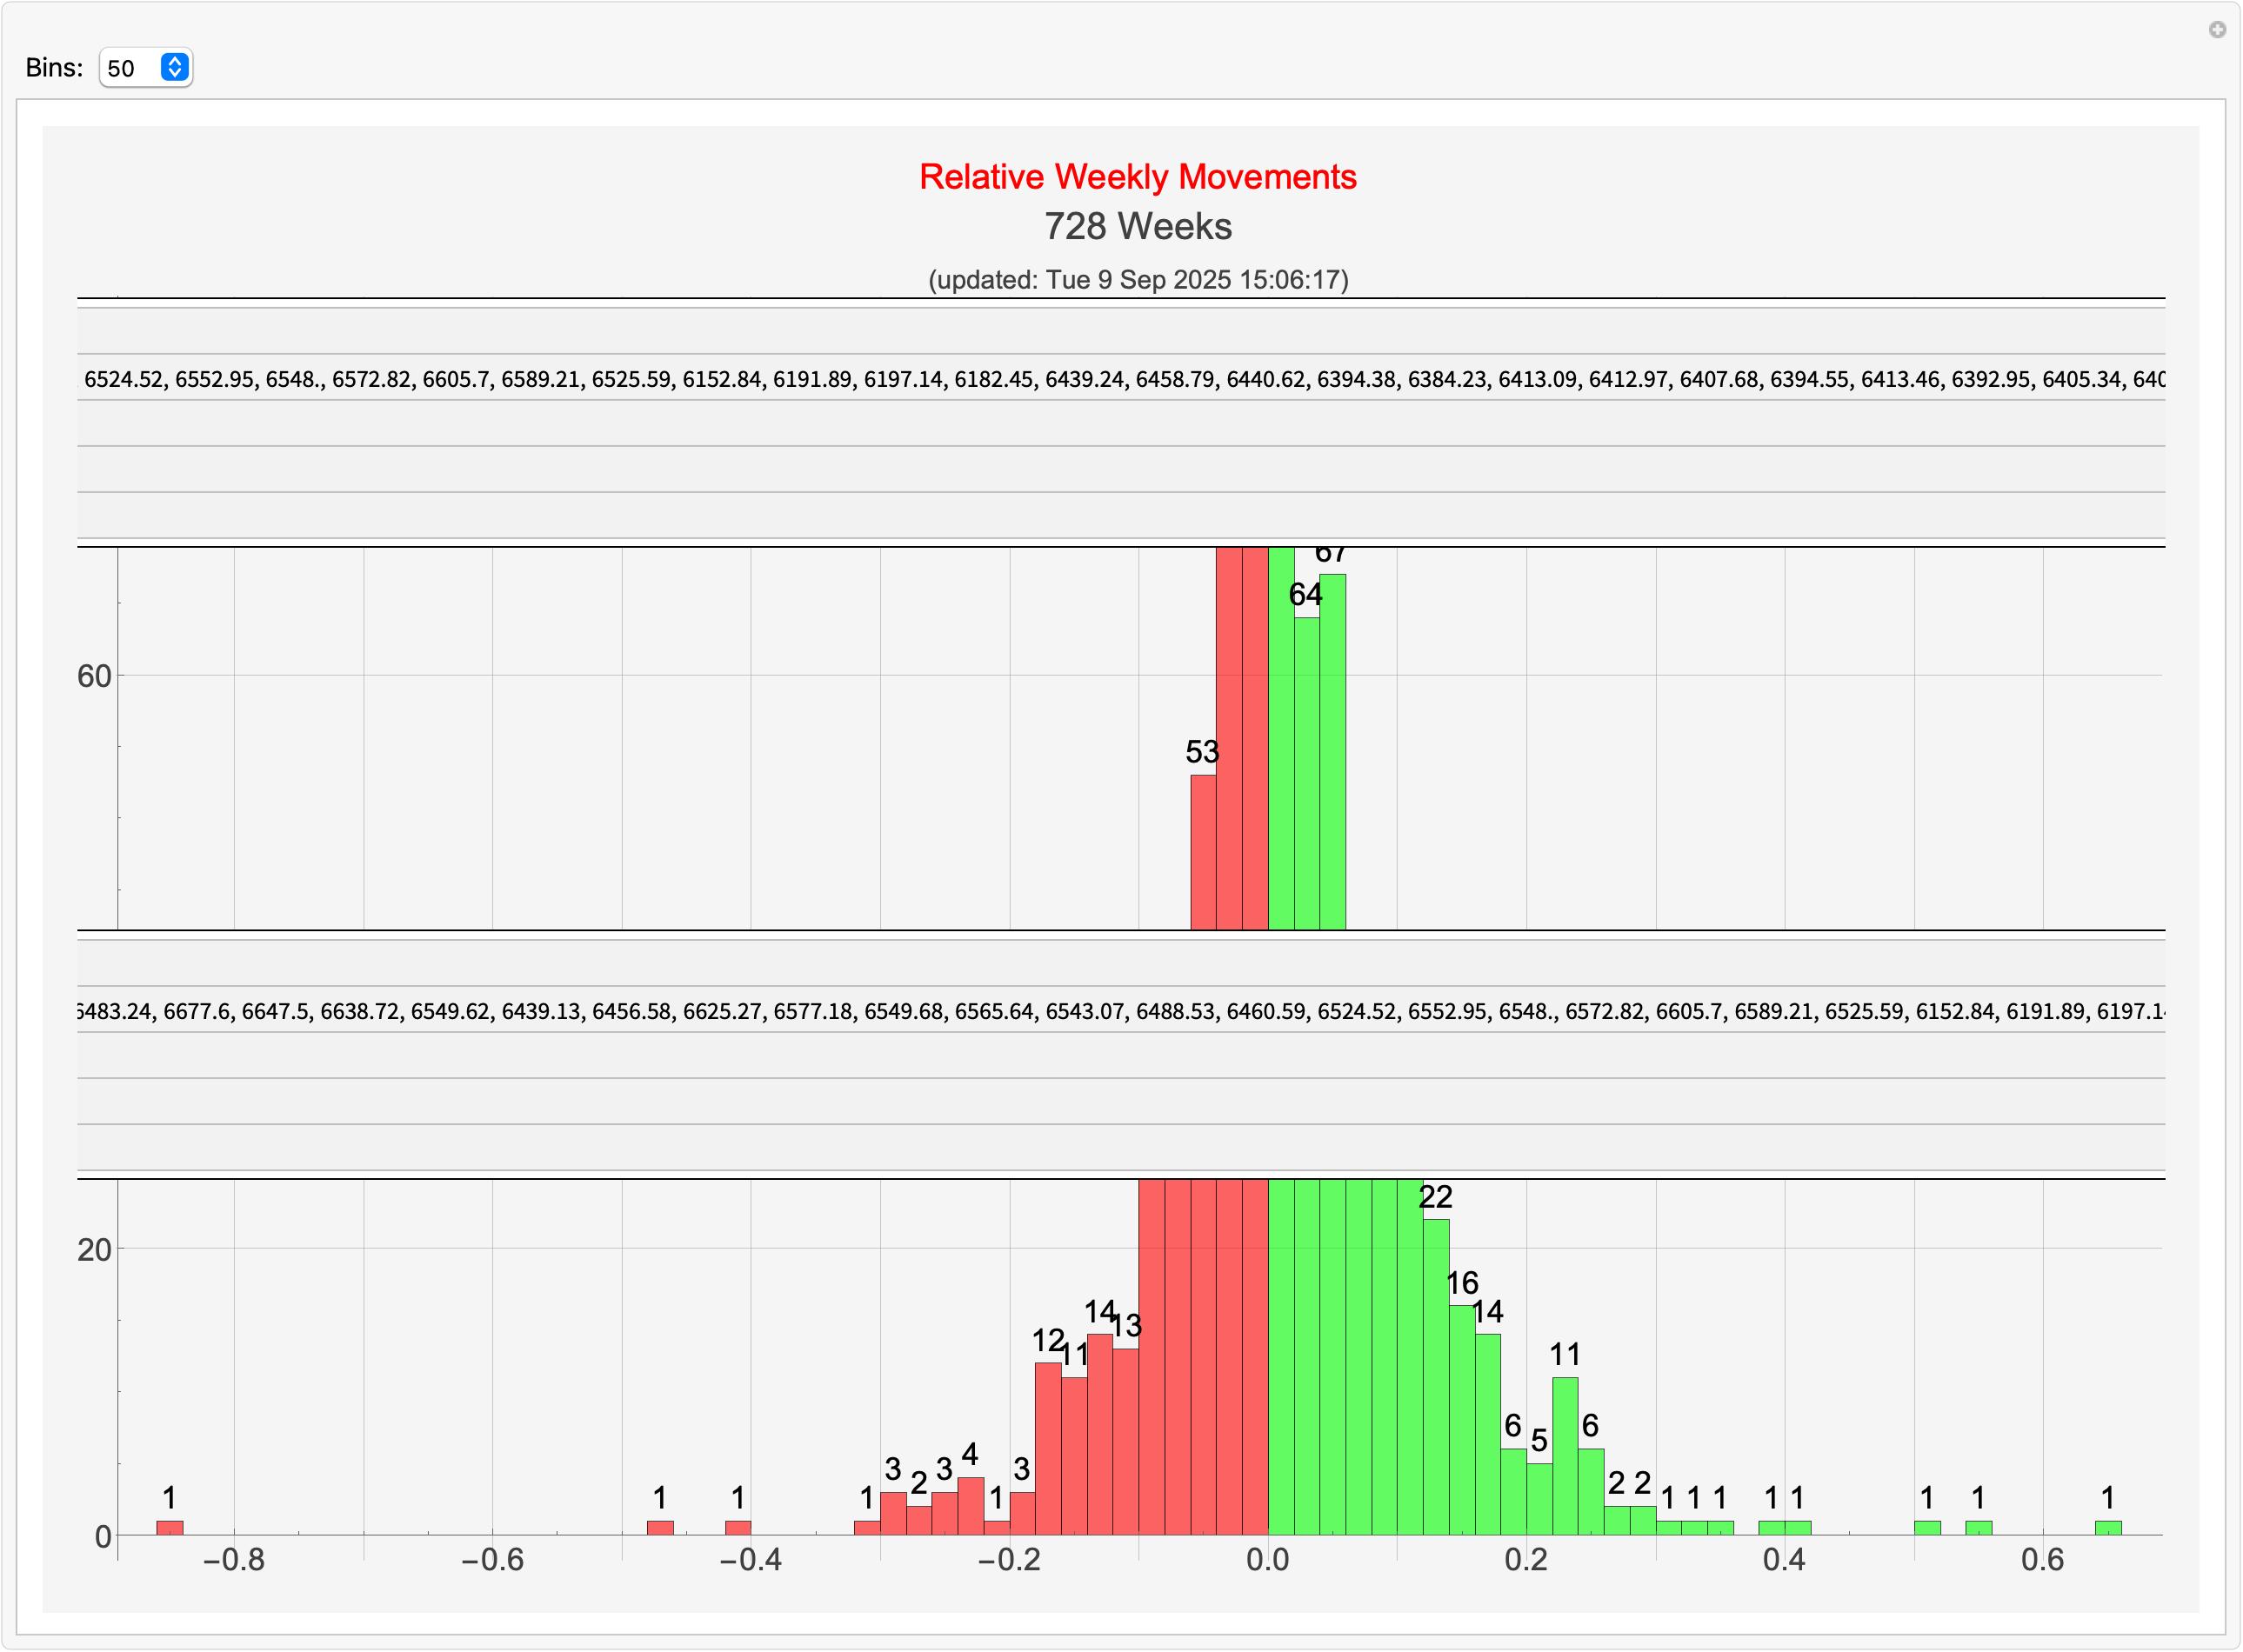 Bins: 50
Relative Weekly Movements
728 Weeks
(updated: Tue 9 Sep 2025 15:06:17)
6524.52, 6552.95, 6548., 6572.82, 6605.7, 6589.21, 6525.59, 6152.84, 6191.89, 6197.14, 6182.45, 6439.24, 6458.79, 6440.62, 6394.38, 6384.23, 6413.09, 6412.97, 6407.68, 6394.55, 6413.46, 6392.95, 6405.34, 640
67
64
60
53
6483.24, 6677.6, 6647.5, 6638.72, 6549.62, 6439.13, 6456.58, 6625.27, 6577.18, 6549.68, 6565.64, 6543.07, 6488.53, 6460.59, 6524.52, 6552.95, 6548., 6572.82, 6605.7, 6589.21, 6525.59, 6152.84, 6191.89, 6197.14
22
20
16
14 14
13
12 11 11
6 6
5
4
3 3 3
2 2 2
1 1 1 1 1 1 1 1 1 1 1 1 1
0
−0.8 −0.6 −0.4 −0.2 0.0 0.2 0.4 0.6